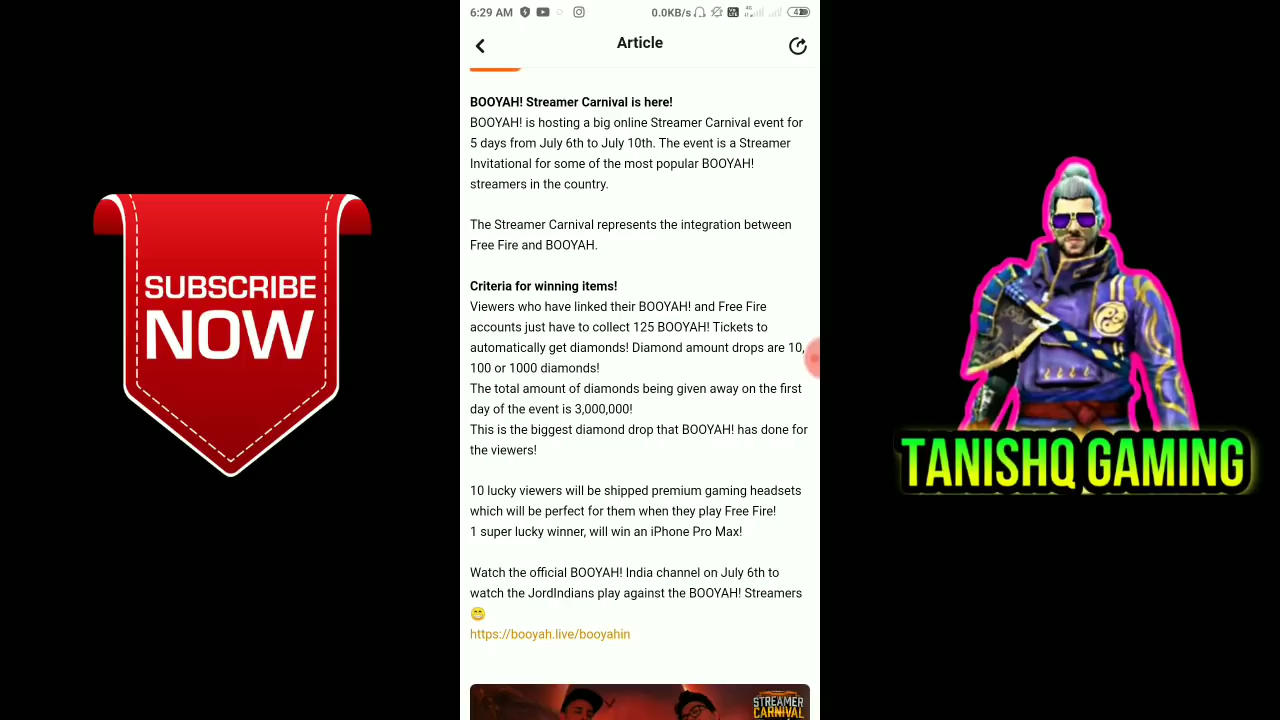 6:29 AM
0.0KB/s
Article
BOOYAH! Streamer Carnival is here!
BOOYAH! is hosting a big online Streamer Carnival event for
5 days from July 6th to July 10th. The event is a Streamer
Invitational for some of the most popular BOOYAH!
streamers in the country.
The Streamer Carnival represents the integration between
Free Fire and BOOYAH.
Criteria for winning items!
Viewers who have linked their BOOYAH! and Free Fire
accounts just have to collect 125 BOOYAH! Tickets to
automatically get diamonds! Diamond amount drops are 10,
100 or 1000 diamonds!
The total amount of diamonds being given away on the first
day of the event is 3,000,000!
This is the biggest diamond drop that BOOYAH! has done for
the viewers!
10 lucky viewers will be shipped premium gaming headsets
which will be perfect for them when they play Free Fire!
1 super lucky winner, will win an iPhone Pro Max!
Watch the official BOOYAH! India channel on July 6th to
watch the JordIndians play against the BOOYAH! Streamers
😁
https://booyah.live/booyahin
STREAMER
CARNIVAL
SUBSCRIBE
NOW
TANISHQ GAMING